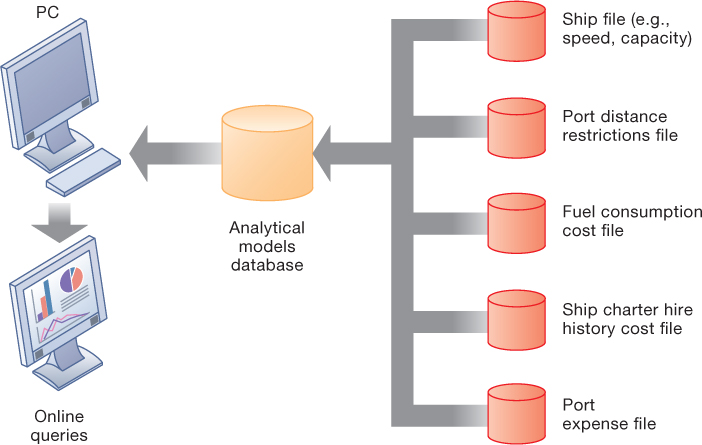 PC
Ship file (e.g.,
speed, capacity)
Port distance
restrictions file
Analytical
models
database
Fuel consumption
cost file
Ship charter hire
history cost file
Online
queries
Port
expense file